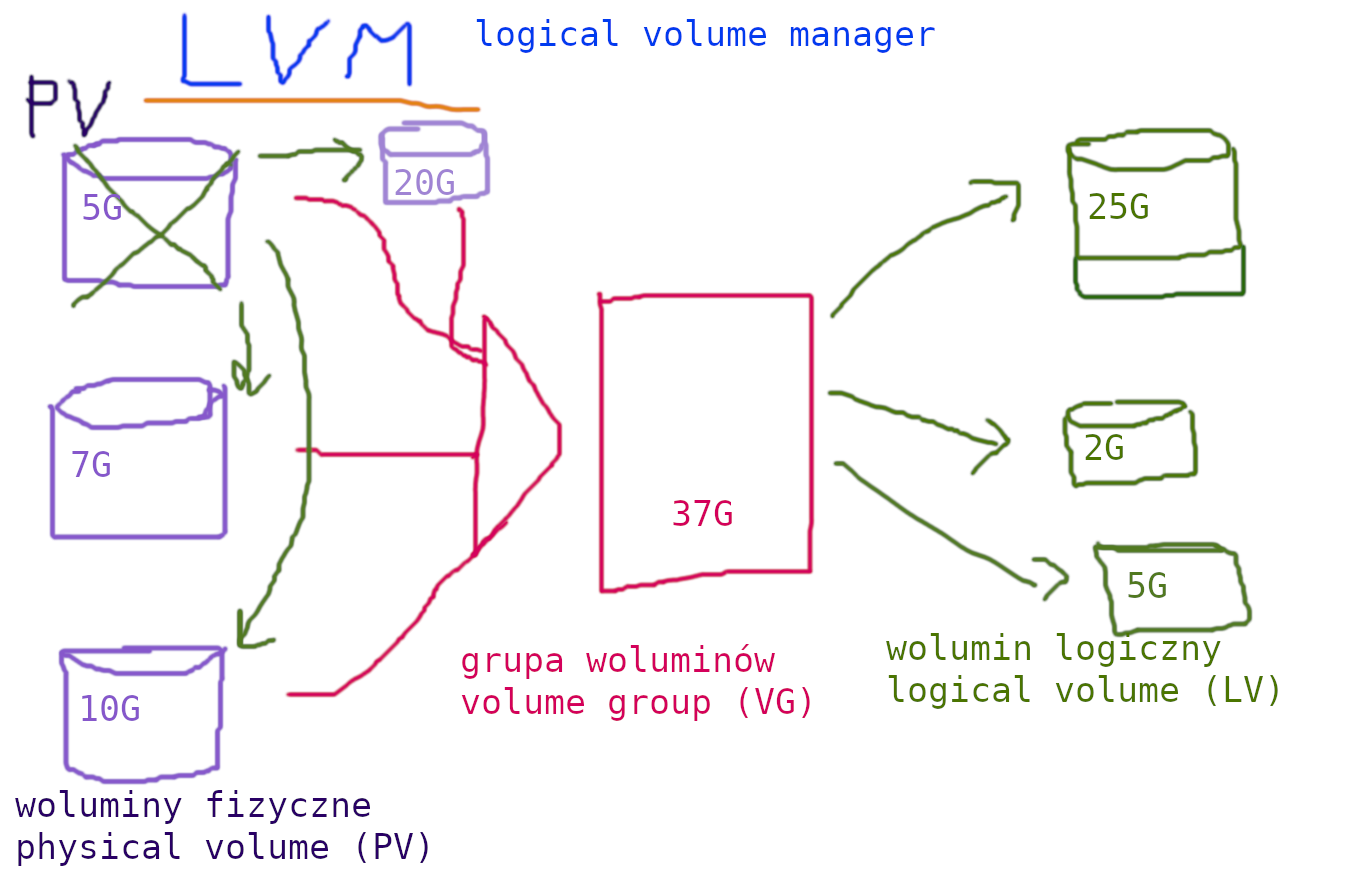 LVM
logical volume manager
PV
5G
20G
25G
7G
2G
37G
5G
10G
grupa woluminów
volume group (VG)
wolumin logiczny
logical volume (LV)
woluminy fizyczne
physical volume (PV)